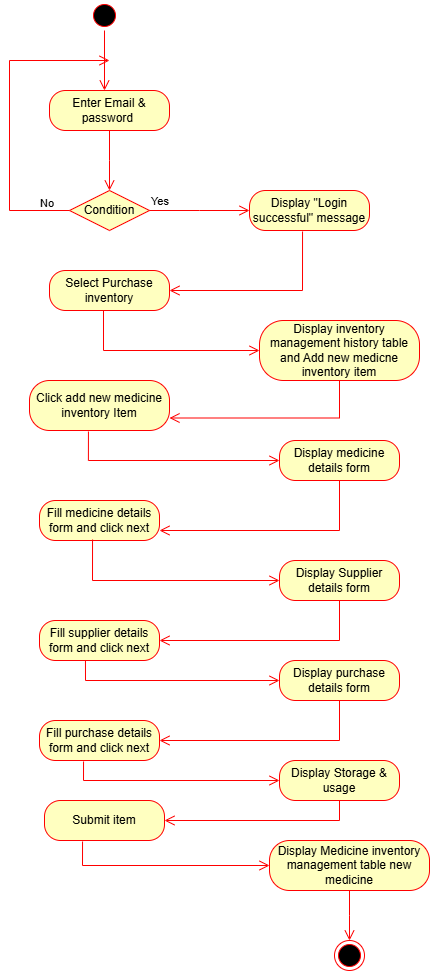 Enter Email &
password
No
Condition
Yes
Display "Login
successful" message
Select Purchase
inventory
Display inventory
management history table
and Add new medicne
inventory item
Click add new medicine
inventory Item
Display medicine
details form
Fill medicine details
form and click next
Display Supplier
details form
Fill supplier details
form and click next
Display purchase
details form
Fill purchase details
form and click next
Display Storage &
usage
Submit item
Display Medicine inventory
management table new
medicine